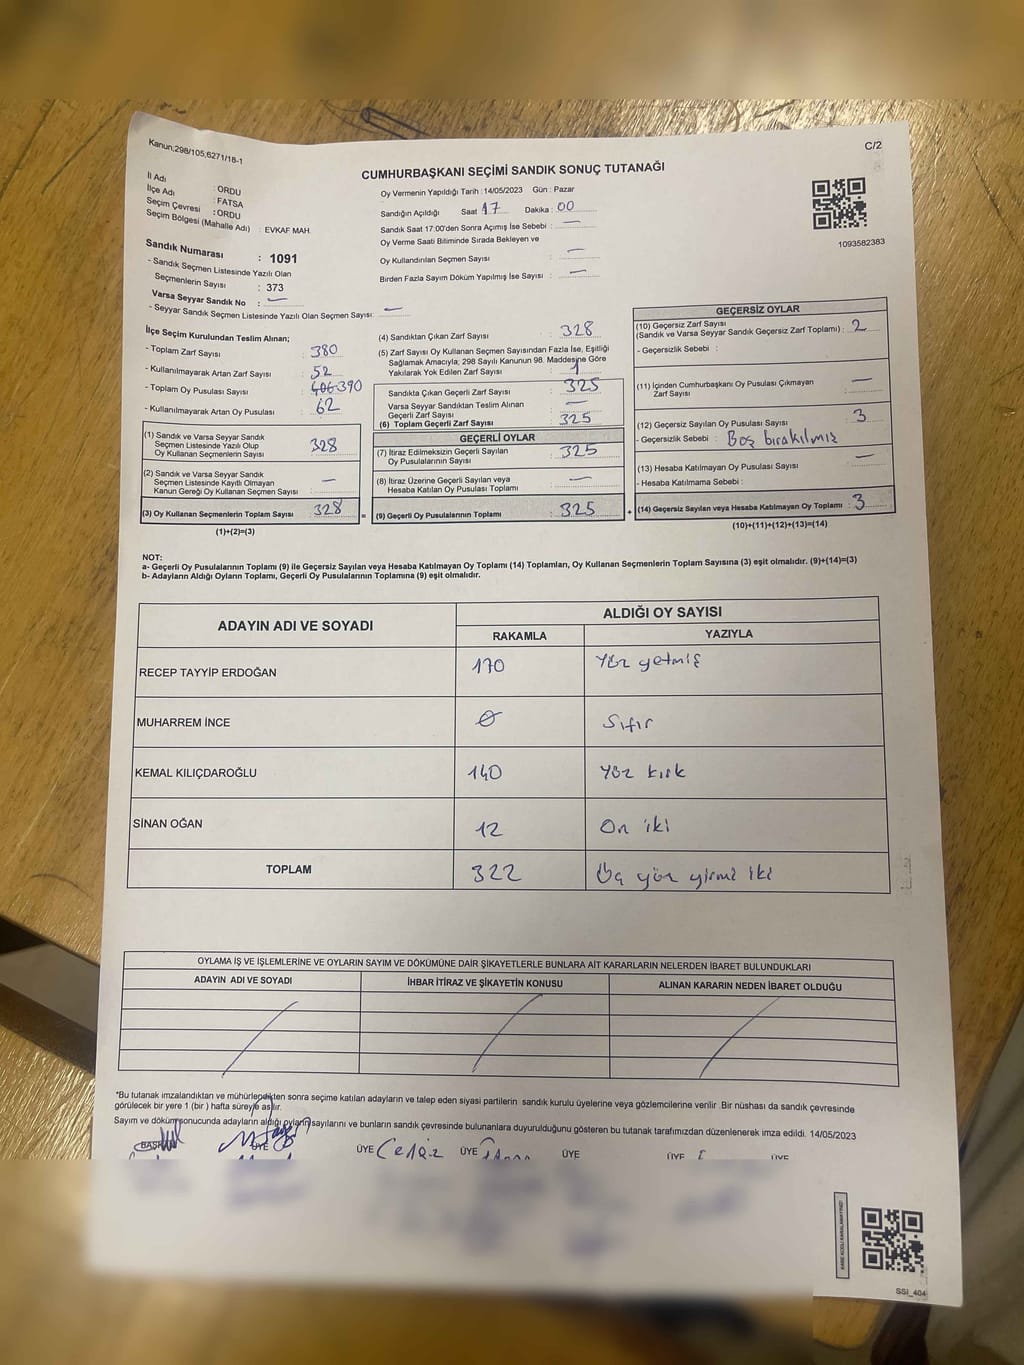 Kanun;298/105,6271/18-1
C/2
CUMHURBAŞKANI SEÇİMİ SANDIK SONUÇ TUTANAĞI
İl Adı : ORDU
İlçe Adı : FATSA
Seçim Çevresi : ORDU
Seçim Bölgesi (Mahalle Adı) : EVKAF MAH.
Oy Vermenin Yapıldığı Tarih : 14/05/2023 Gün : Pazar
Sandığın Açıldığı Saat 17 Dakika : 00
Sandık Saat 17:00'den Sonra Açımış İse Sebebi : —
Oy Verme Saati Bitiminde Sırada Bekleyen ve
Oy Kullandırılan Seçmen Sayısı : —
Birden Fazla Sayım Döküm Yapılmış İse Sayısı : —
1093582383
Sandık Numarası : 1091
- Sandık Seçmen Listesinde Yazılı Olan
Seçmenlerin Sayısı : 373
Varsa Seyyar Sandık No : —
- Seyyar Sandık Seçmen Listesinde Yazılı Olan Seçmen Sayısı: —
İlçe Seçim Kurulundan Teslim Alınan;
- Toplam Zarf Sayısı : 380
- Kullanılmayarak Artan Zarf Sayısı : 52
- Toplam Oy Pusulası : 406 390
- Kullanılmayarak Artan Oy Pusulası : 62
(1) Sandık ve Varsa Seyyar Sandık
Seçmen Listesinde Yazılı Olup
Oy Kullanan Seçmenlerin Sayısı 328
(2) Sandık ve Varsa Seyyar Sandık
Seçmen Listesinde Kayıtlı Olmayan
Kanun Gereği Oy Kullanan Seçmen Sayısı —
(3) Oy Kullanan Seçmenlerin Toplam Sayısı 328
(1)+(2)=(3)
(4) Sandıktan Çıkan Zarf Sayısı : 328
(5) Zarf Sayısı Oy Kullanan Seçmen Sayısından Fazla İse, Eşitliği
Sağlamak Amacıyla; 298 Sayılı Kanunun 98. Maddesine Göre
Yakılarak Yok Edilen Zarf Sayısı :
Sandıkta Çıkan Geçerli Zarf Sayısı : 325
Varsa Seyyar Sandıktan Teslim Alınan
Geçerli Zarf Sayısı : —
(6) Toplam Geçerli Zarf Sayısı : 325
GEÇERLİ OYLAR
(7) İtiraz Edilmeksizin Geçerli Sayılan
Oy Pusulalarının Sayısı : 325
(8) İtiraz Üzerine Geçerli Sayılan veya
Hesaba Katılan Oy Pusulası Toplamı : —
= (9) Geçerli Oy Pusulalarının Toplamı : 325
GEÇERSİZ OYLAR
(10) Geçersiz Zarf Sayısı
(Sandık ve Varsa Seyyar Sandık Geçersiz Zarf Toplamı) : 2
- Geçersizlik Sebebi :
(11) İçinden Cumhurbaşkanı Oy Pusulası Çıkmayan
Zarf Sayısı : —
(12) Geçersiz Sayılan Oy Pusulası Sayısı : 3
- Geçersizlik Sebebi : Boş bırakılmış
(13) Hesaba Katılmayan Oy Pusulası Sayısı : —
- Hesaba Katılmama Sebebi :
+ (14) Geçersiz Sayılan veya Hesaba Katılmayan Oy Toplamı : 3
(10)+(11)+(12)+(13)=(14)
NOT:
a- Geçerli Oy Pusulalarının Toplamı (9) ile Geçersiz Sayılan veya Hesaba Katılmayan Oy Toplamı (14) Toplamları, Oy Kullanan Seçmenlerin Toplam Sayısına (3) eşit olmalıdır. (9)+(14)=(3)
b- Adayların Aldığı Oyların Toplamı, Geçerli Oy Pusulalarının Toplamına (9) eşit olmalıdır.
ADAYIN ADI VE SOYADI ALDIĞI OY SAYISI
RAKAMLA YAZIYLA
RECEP TAYYİP ERDOĞAN 170 Yüz yetmiş
MUHARREM İNCE 0 Sıfır
KEMAL KILIÇDAROĞLU 140 Yüz kırk
SİNAN OĞAN 12 On iki
TOPLAM 322 Üç yüz yirmi iki
OYLAMA İŞ VE İŞLEMLERİNE VE OYLARIN SAYIM VE DÖKÜMÜNE DAİR ŞİKAYETLERLE BUNLARA AİT KARARLARIN NELERDEN İBARET BULUNDUKLARI
ADAYIN ADI VE SOYADI İHBAR İTİRAZ VE ŞİKAYETİN KONUSU ALINAN KARARIN NEDEN İBARET OLDUĞU
*Bu tutanak imzalandıktan ve mühürlendikten sonra seçime katılan adayların ve talep eden siyasi partilerin sandık kurulu üyelerine veya gözlemcilerine verilir .Bir nüshası da sandık çevresinde
görülecek bir yere 1 (bir ) hafta süreyle asılır.
Sayım ve döküm sonucunda adayların aldığı oyların sayılarını ve bunların sandık çevresinde bulunanlara duyurulduğunu gösteren bu tutanak tarafımızdan düzenlenerek imza edildi. 14/05/2023
BAŞKAN ÜYE ÜYE ÜYE ÜYE ÜYE ÜYE
SSİ_404